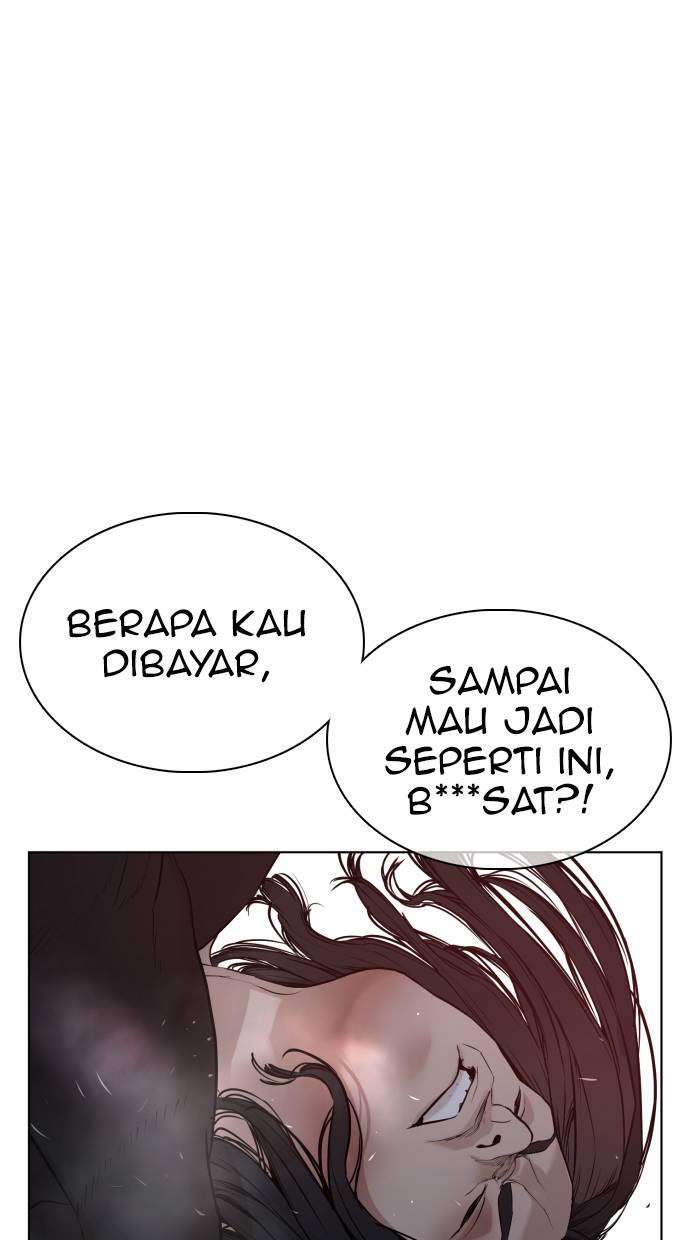 BERAPA KAU
DIBAYAR,
SAMPAI
MAU JADI
SEPERTI INI,
B***SAT?!